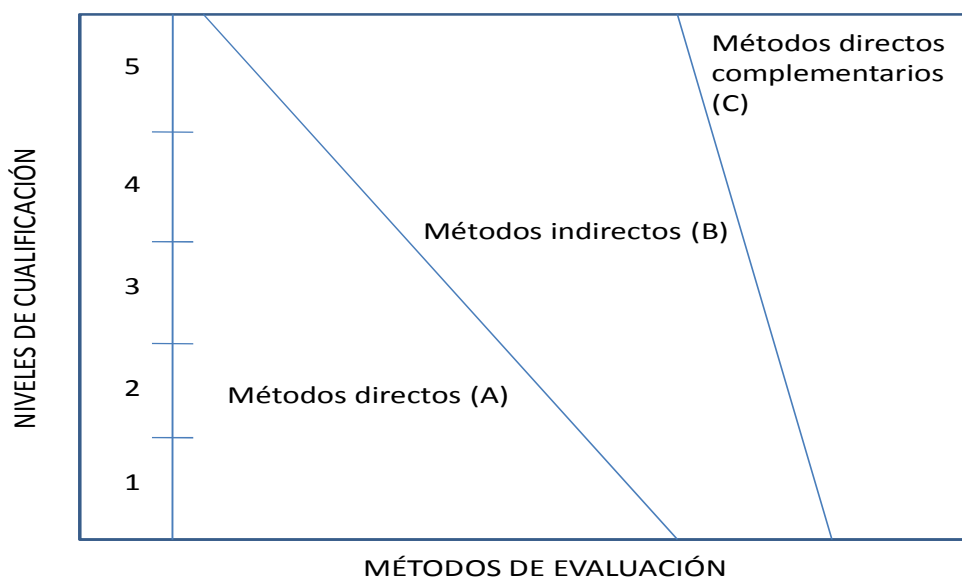 NIVELES DE CUALIFICACIÓN
5
4
3
2
1
Métodos directos
complementarios
(C)
Métodos indirectos (B)
Métodos directos (A)
MÉTODOS DE EVALUACIÓN